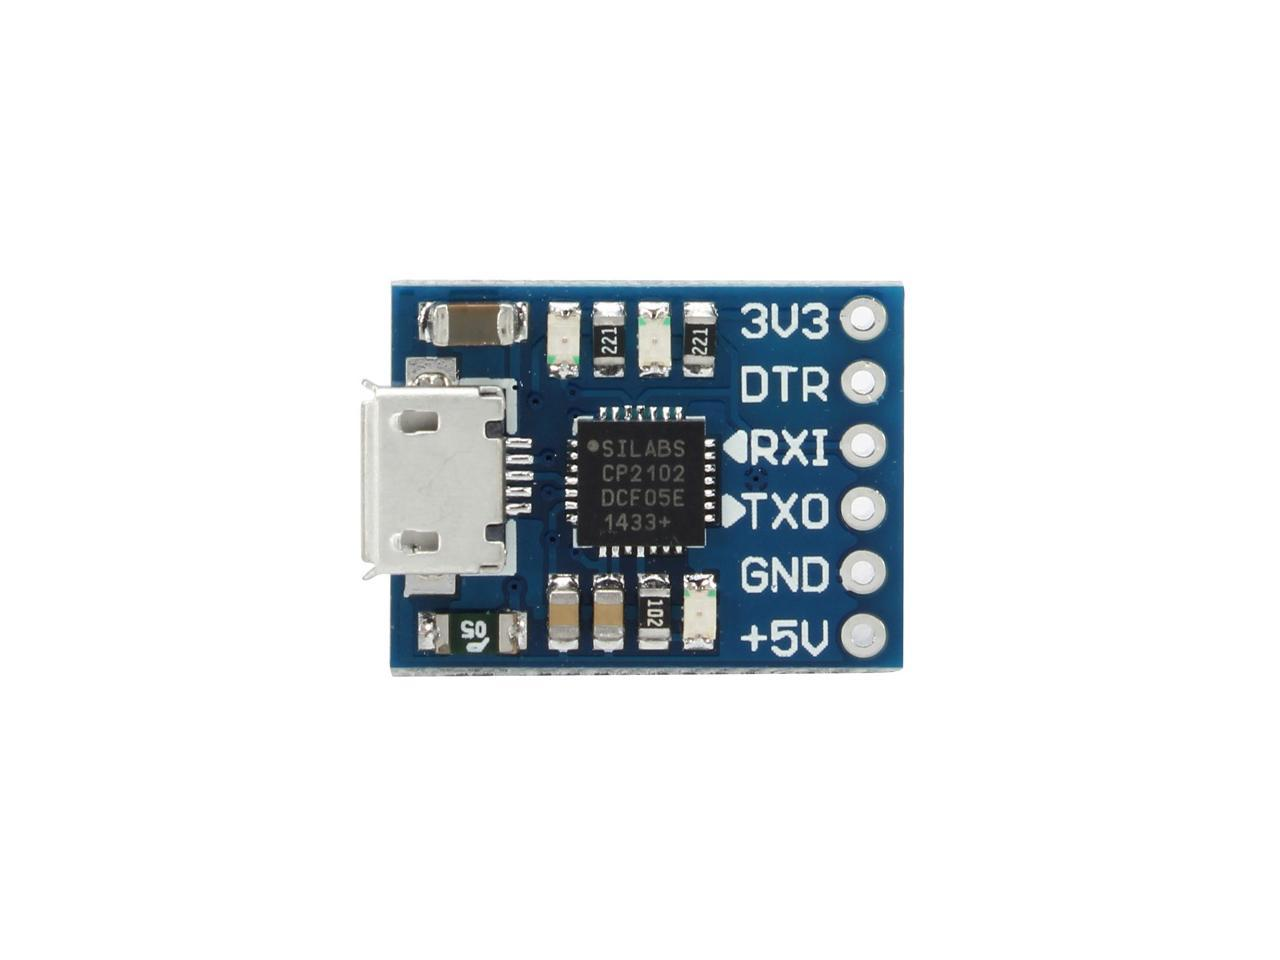 221
221
3V3
DTR
RXI
TXO
GND
+5V
SILABS
CP2102
DCF05E
1433+
05
102